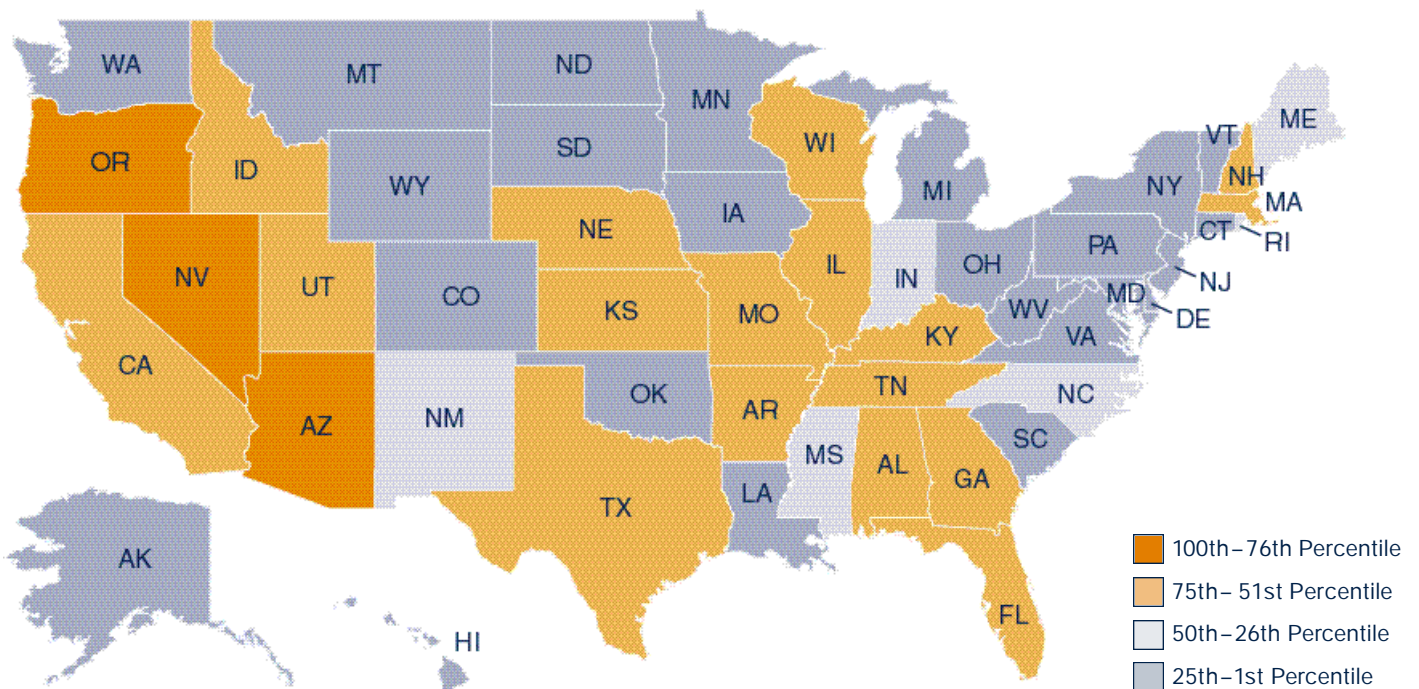 WA
MT
ND
MN
SD
OR
ID
WY
WI
MI
VT
ME
NH
NY
MA
CT
RI
IA
NE
PA
NJ
NV
UT
CO
IL
IN
OH
MD
DE
WV
VA
KS
MO
KY
CA
AZ
NM
OK
AR
TN
NC
SC
MS
AL
GA
TX
LA
AK
HI
FL
100th–76th Percentile
75th–51st Percentile
50th–26th Percentile
25th–1st Percentile